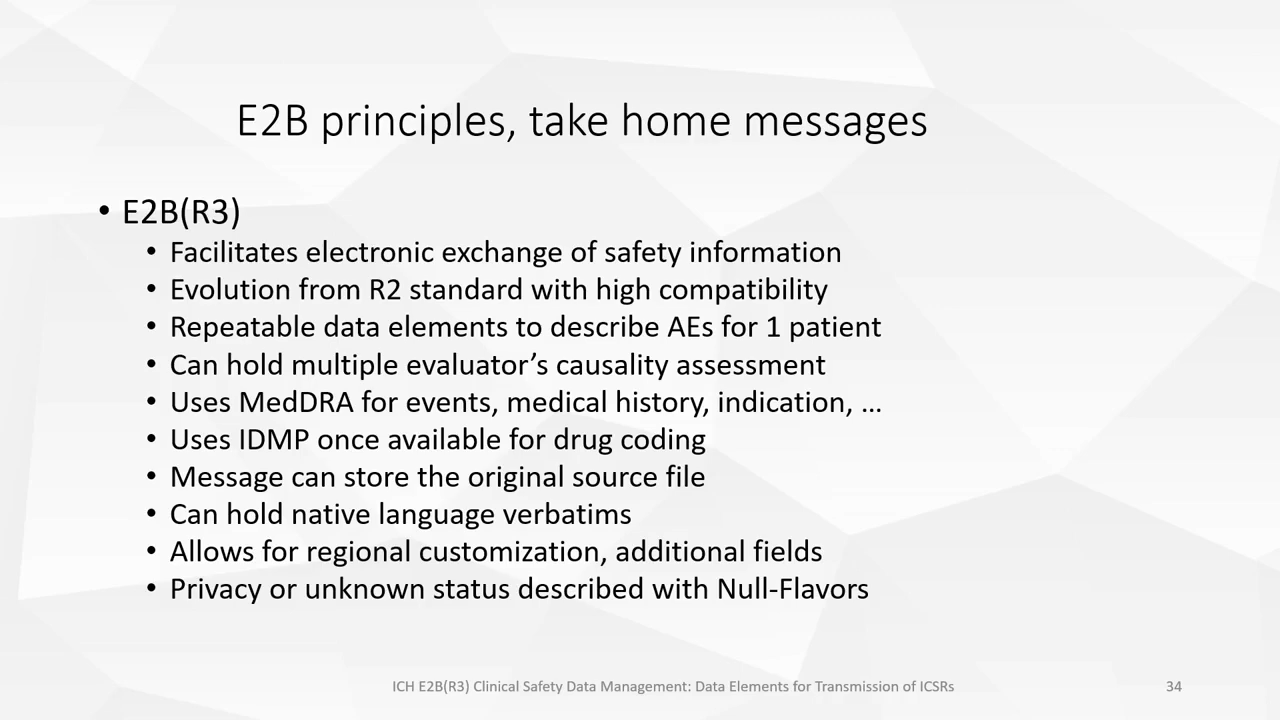 E2B principles, take home messages
• E2B(R3)
• Facilitates electronic exchange of safety information
• Evolution from R2 standard with high compatibility
• Repeatable data elements to describe AEs for 1 patient
• Can hold multiple evaluator’s causality assessment
• Uses MedDRA for events, medical history, indication, …
• Uses IDMP once available for drug coding
• Message can store the original source file
• Can hold native language verbatims
• Allows for regional customization, additional fields
• Privacy or unknown status described with Null-Flavors
ICH E2B(R3) Clinical Safety Data Management: Data Elements for Transmission of ICSRs
34